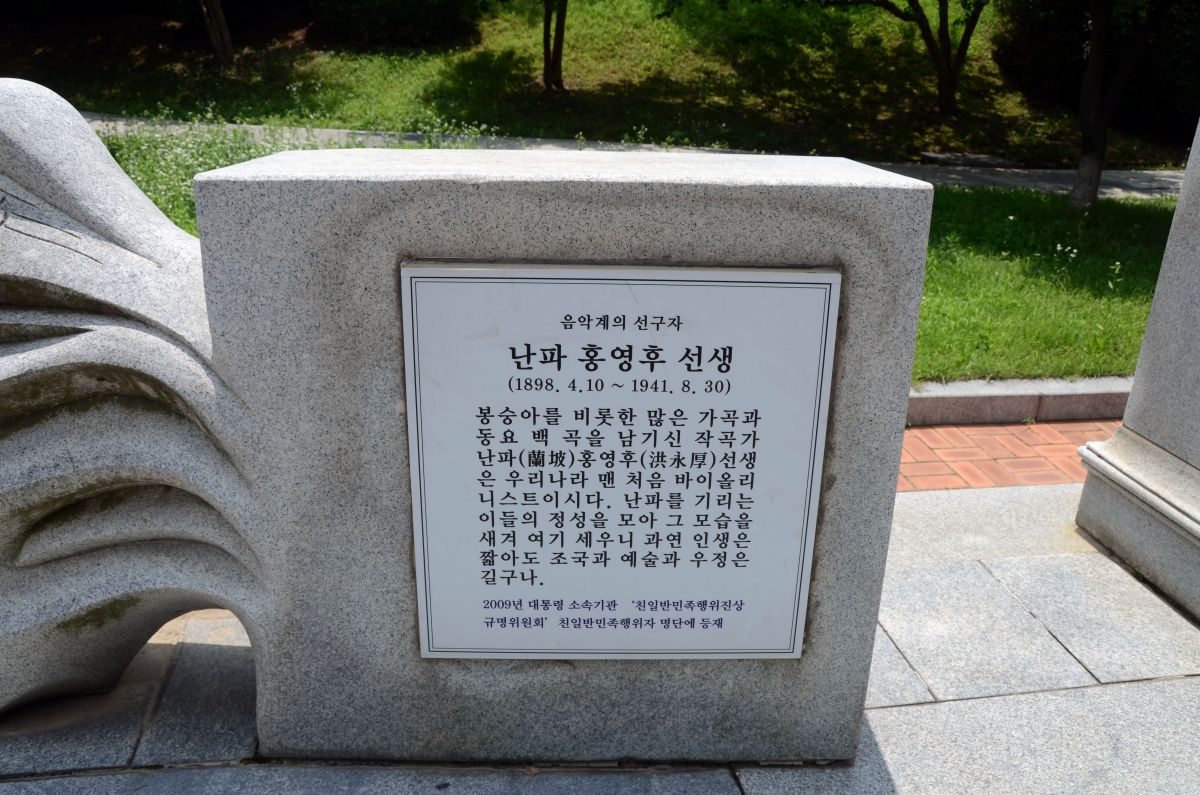 음악계의 선구자
난파 홍영후 선생
(1898. 4.10 ~ 1941. 8. 30)
봉숭아를 비롯한 많은 가곡과
동요 백 곡을 남기신 작곡가
난파(蘭坡)홍영후(洪永厚)선생
은 우리나라 맨 처음 바이올리
니스트이시다. 난파를 기리는
이들의 정성을 모아 그 모습을
새겨 여기 세우니 과연 인생은
짧아도 조국과 예술과 우정은
길구나.
2009년 대통령 소속기관 '친일반민족행위진상
규명위원회' 친일반민족행위자 명단에 등재